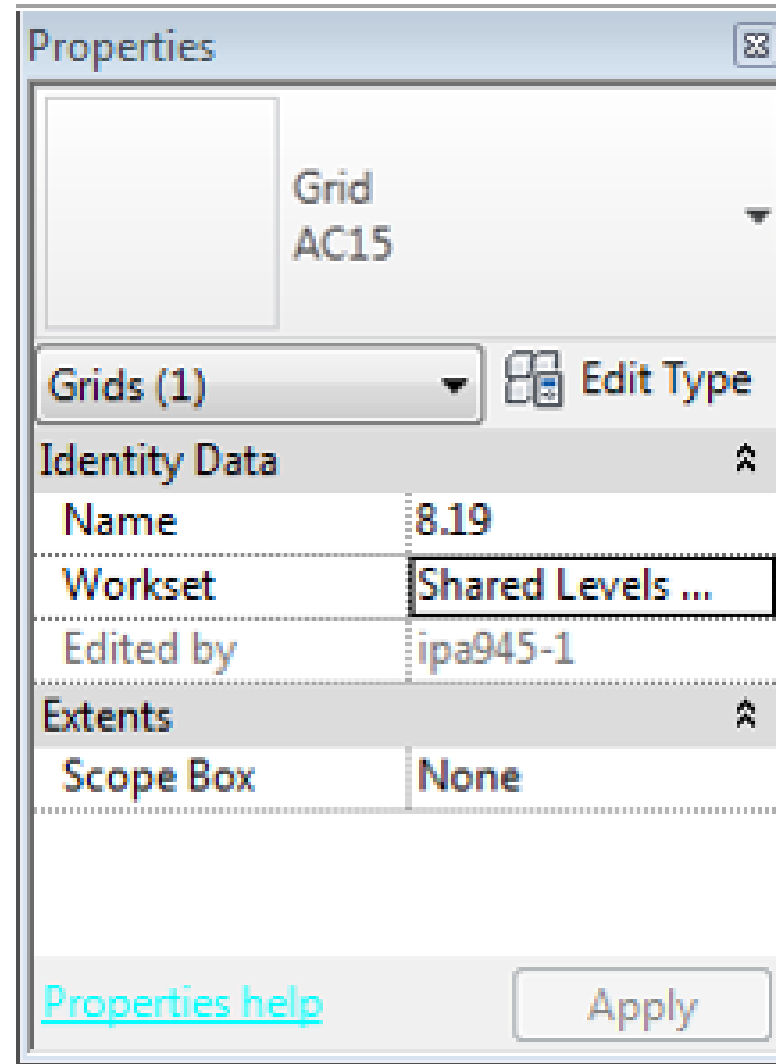 Properties
Grid
AC15
Grids (1) Edit Type
Identity Data
Name 8.19
Workset Shared Levels ...
Edited by ipa945-1
Extents
Scope Box None
Properties help Apply